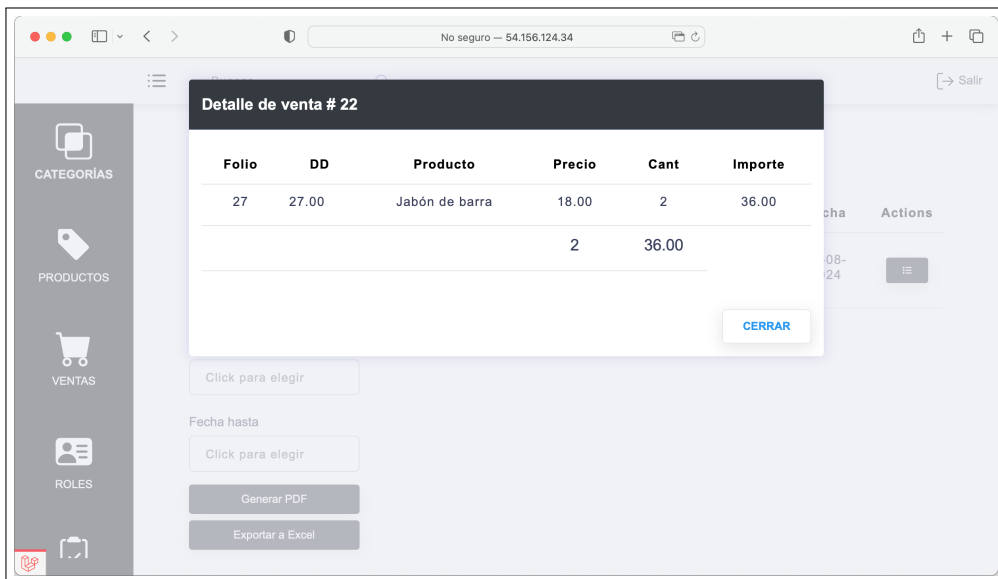 No seguro — 54.156.124.34
Salir
Detalle de venta # 22
Folio DD Producto Precio Cant Importe
27 27.00 Jabón de barra 18.00 2 36.00
2 36.00
CERRAR
CATEGORÍAS
PRODUCTOS
VENTAS
ROLES
cha Actions
-08-
24
Click para elegir
Fecha hasta
Click para elegir
Generar PDF
Exportar a Excel